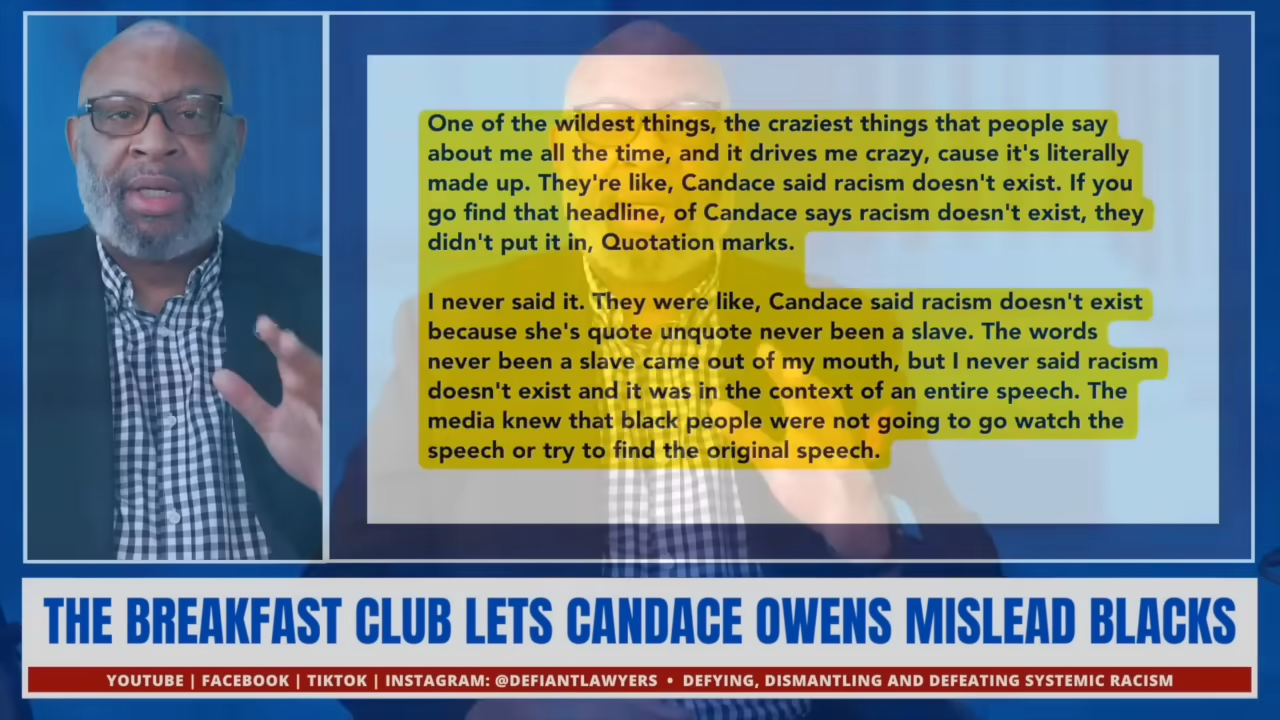 One of the wildest things, the craziest things that people say
about me all the time, and it drives me crazy, cause it's literally
made up. They're like, Candace said racism doesn't exist. If you
go find that headline, of Candace says racism doesn't exist, they
didn't put it in, Quotation marks.
I never said it. They were like, Candace said racism doesn't exist
because she's quote unquote never been a slave. The words
never been a slave came out of my mouth, but I never said racism
doesn't exist and it was in the context of an entire speech. The
media knew that black people were not going to go watch the
speech or try to find the original speech.
THE BREAKFAST CLUB LETS CANDACE OWENS MISLEAD BLACKS
YOUTUBE | FACEBOOK | TIKTOK | INSTAGRAM: @DEFIANTLAWYERS • DEFYING, DISMANTLING AND DEFEATING SYSTEMIC RACISM